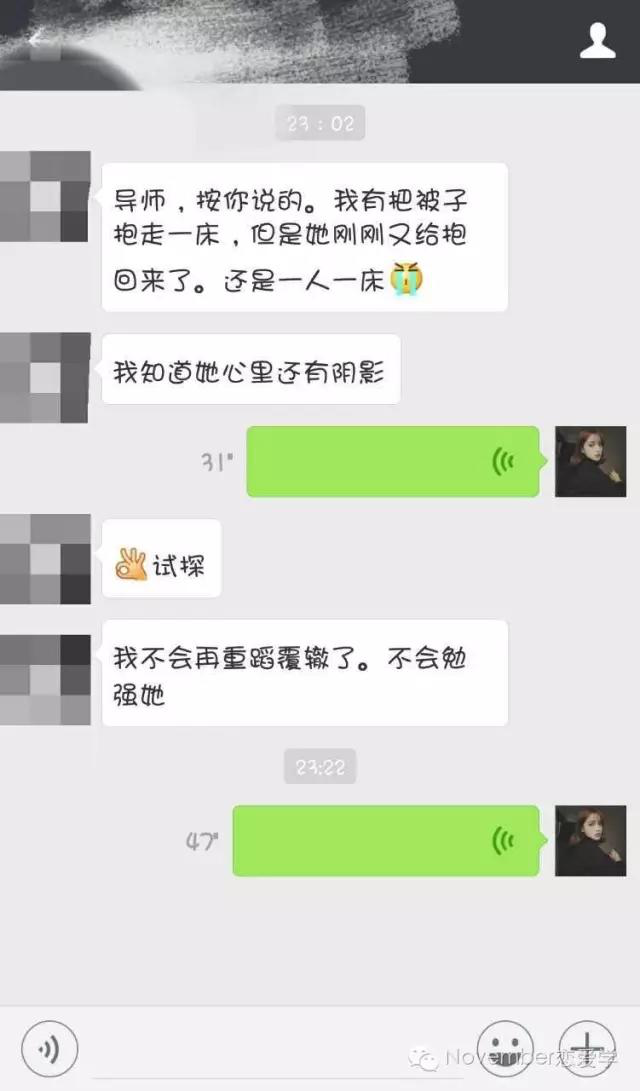 23:02
导师，按你说的。我有把被子
抱走一床，但是她刚刚又给抱
回来了。还是一人一床
我知道她心里还有阴影
31"
试探
我不会再重蹈覆辙了。不会勉
强她
23:22
47"
November恋爱学